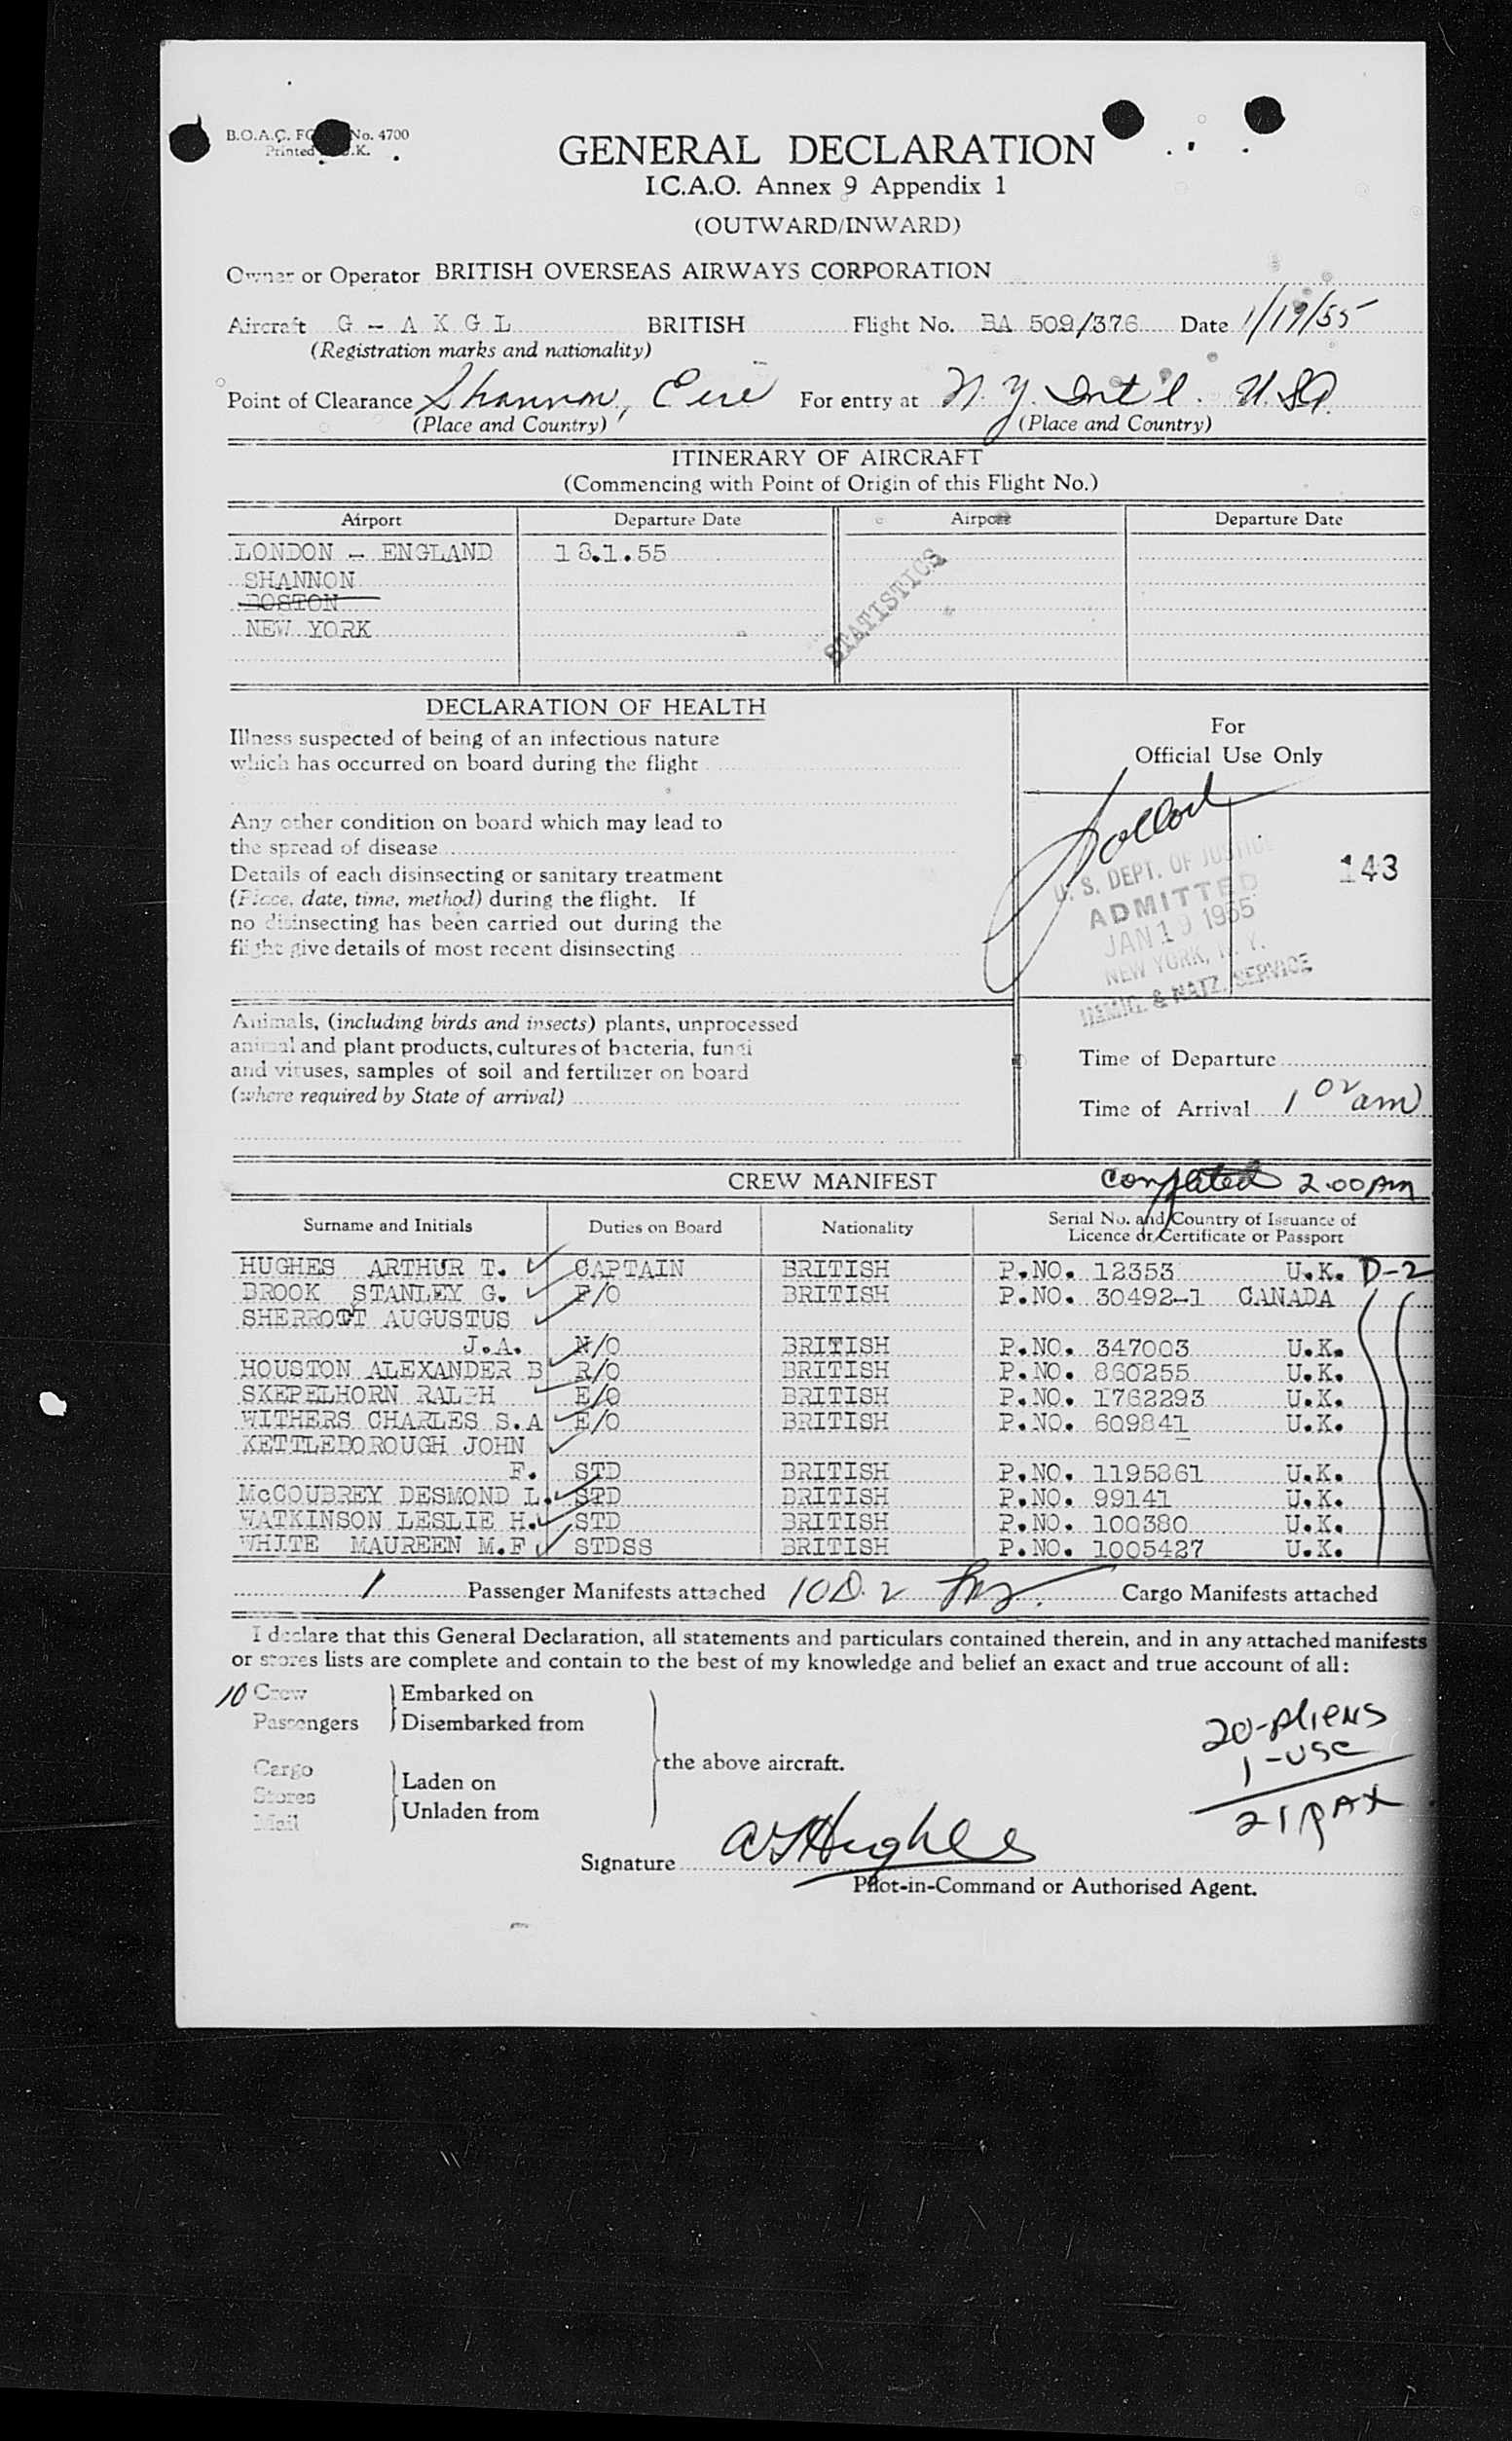 B.O.A.C. No. 4700
Printed U.K.
GENERAL DECLARATION
I.C.A.O. Annex 9 Appendix 1
(OUTWARD/INWARD)
Owner or Operator BRITISH OVERSEAS AIRWAYS CORPORATION
Aircraft G - A K G L BRITISH Flight No. BA 509/376 Date 1/19/55
(Registration marks and nationality)
Point of Clearance Shannon, Eire For entry at N.Y. Int'l. U.S.A.
(Place and Country) (Place and Country)
ITINERARY OF AIRCRAFT
(Commencing with Point of Origin of this Flight No.)
Airport Departure Date Airport Departure Date
LONDON - ENGLAND 18.1.55
SHANNON
BOSTON
NEW YORK
STATISTICS
DECLARATION OF HEALTH
Illness suspected of being of an infectious nature
which has occurred on board during the flight
Any other condition on board which may lead to
the spread of disease
Details of each disinsecting or sanitary treatment
(Place, date, time, method) during the flight. If
no disinsecting has been carried out during the
flight give details of most recent disinsecting
For
Official Use Only
143
U. S. DEPT. OF JUSTICE
ADMITTED
JAN 19 1955
NEW YORK, N. Y.
IMMIG. & NATZ. SERVICE
Animals, (including birds and insects) plants, unprocessed
animal and plant products, cultures of bacteria, fungi
and viruses, samples of soil and fertilizer on board
(where required by State of arrival)
Time of Departure
Time of Arrival 1 02 am
CREW MANIFEST Completed 2.00 AM
Surname and Initials Duties on Board Nationality Serial No. and Country of Issuance of
Licence or Certificate or Passport
HUGHES ARTHUR T. CAPTAIN BRITISH P.NO. 12353 U.K. D-2
BROOK STANLEY G. F/O BRITISH P.NO. 30492-1 CANADA
SHERROTT AUGUSTUS
J.A. N/O BRITISH P.NO. 347003 U.K.
HOUSTON ALEXANDER B R/O BRITISH P.NO. 860255 U.K.
SKEPELHORN RALPH E/O BRITISH P.NO. 1762293 U.K.
WITHERS CHARLES S.A E/O BRITISH P.NO. 609841 U.K.
KETTLEBOROUGH JOHN
F. STD BRITISH P.NO. 1195861 U.K.
McCOUBREY DESMOND L. STD BRITISH P.NO. 99141 U.K.
WATKINSON LESLIE H. STD BRITISH P.NO. 100380 U.K.
WHITE MAUREEN M.F STDSS BRITISH P.NO. 1005427 U.K.
1 Passenger Manifests attached 10 D.2 Cargo Manifests attached
I declare that this General Declaration, all statements and particulars contained therein, and in any attached manifests
or stores lists are complete and contain to the best of my knowledge and belief an exact and true account of all:
10 Crew Embarked on
Passengers Disembarked from
the above aircraft.
Cargo Laden on
Stores
Mail Unladen from
20-Aliens
1-USC
21 PAX
Signature A T Hughes
Pilot-in-Command or Authorised Agent.